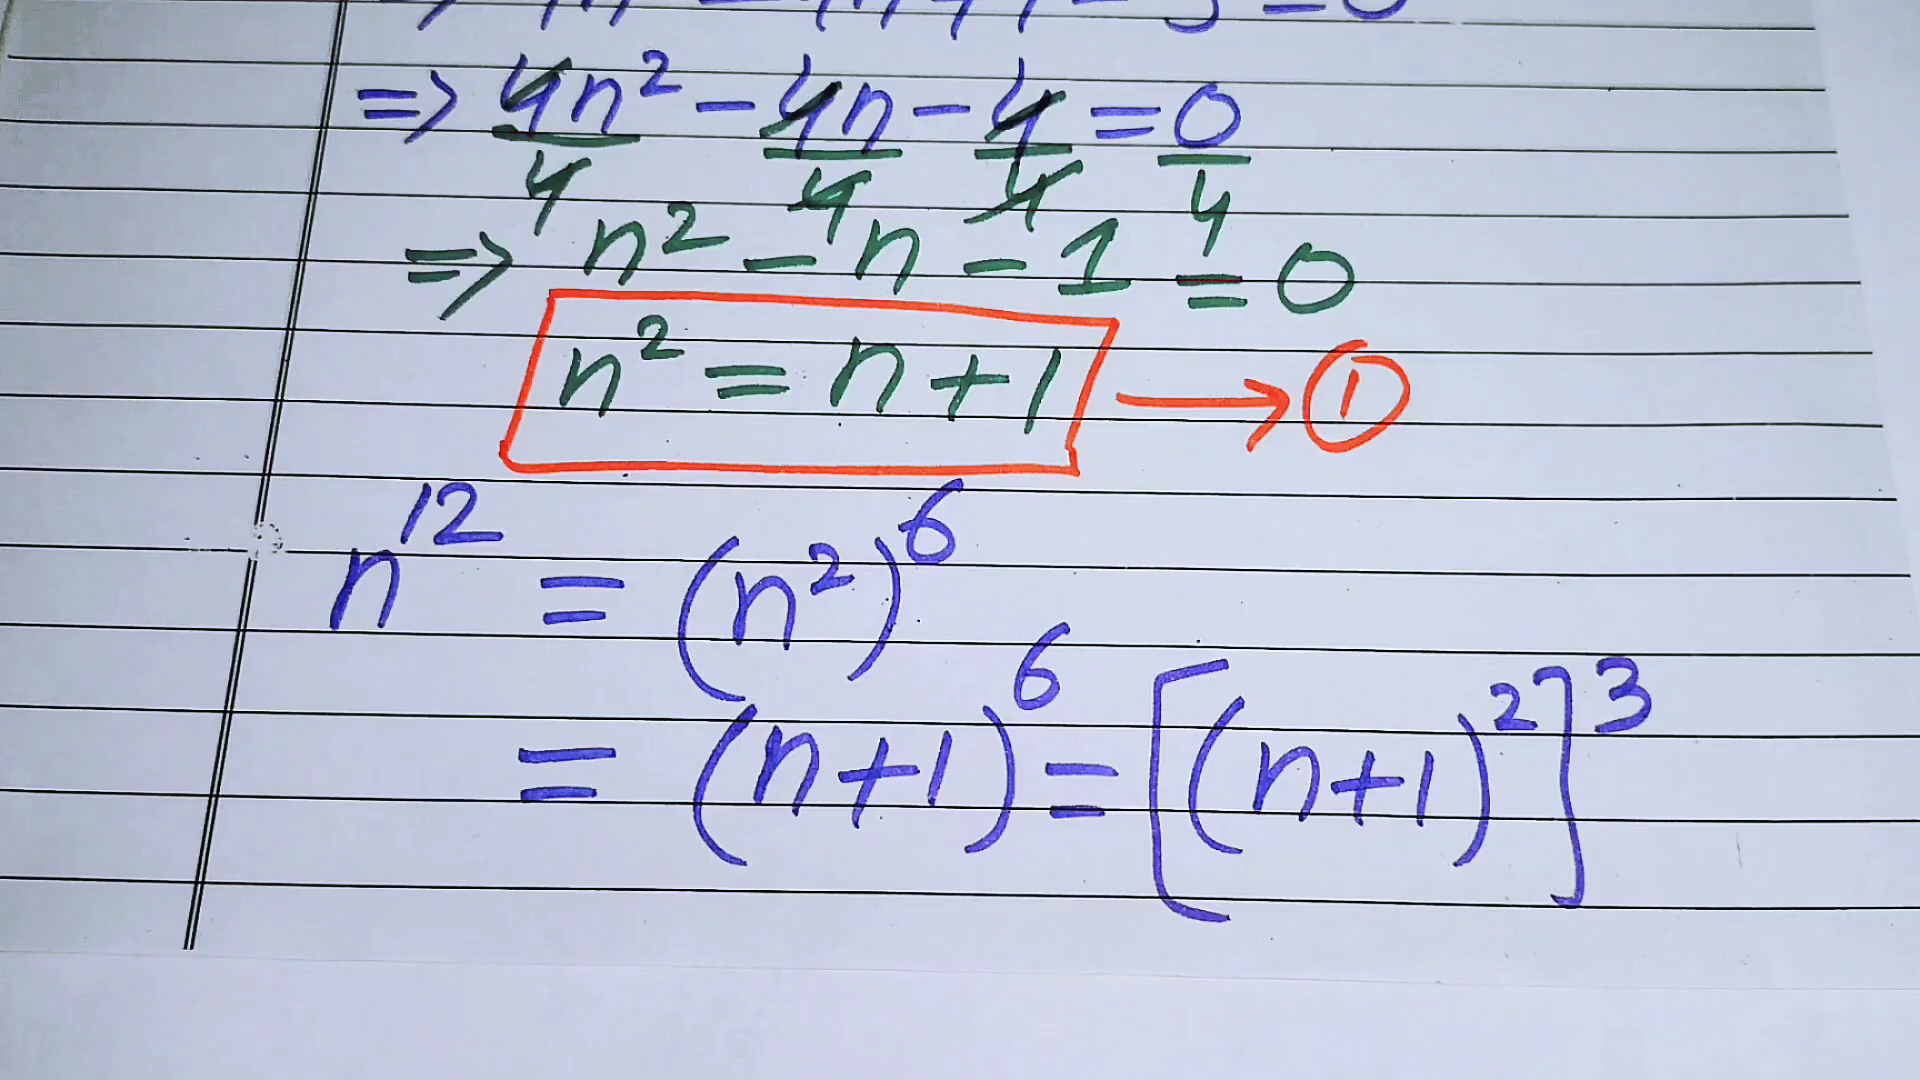 => 4n² - 4n - 4 = 0
4 4 4 4
=> n² - n - 1 = 0
n² = n + 1 → ①
n¹² = (n²)⁶
= (n+1)⁶ = [(n+1)²]³